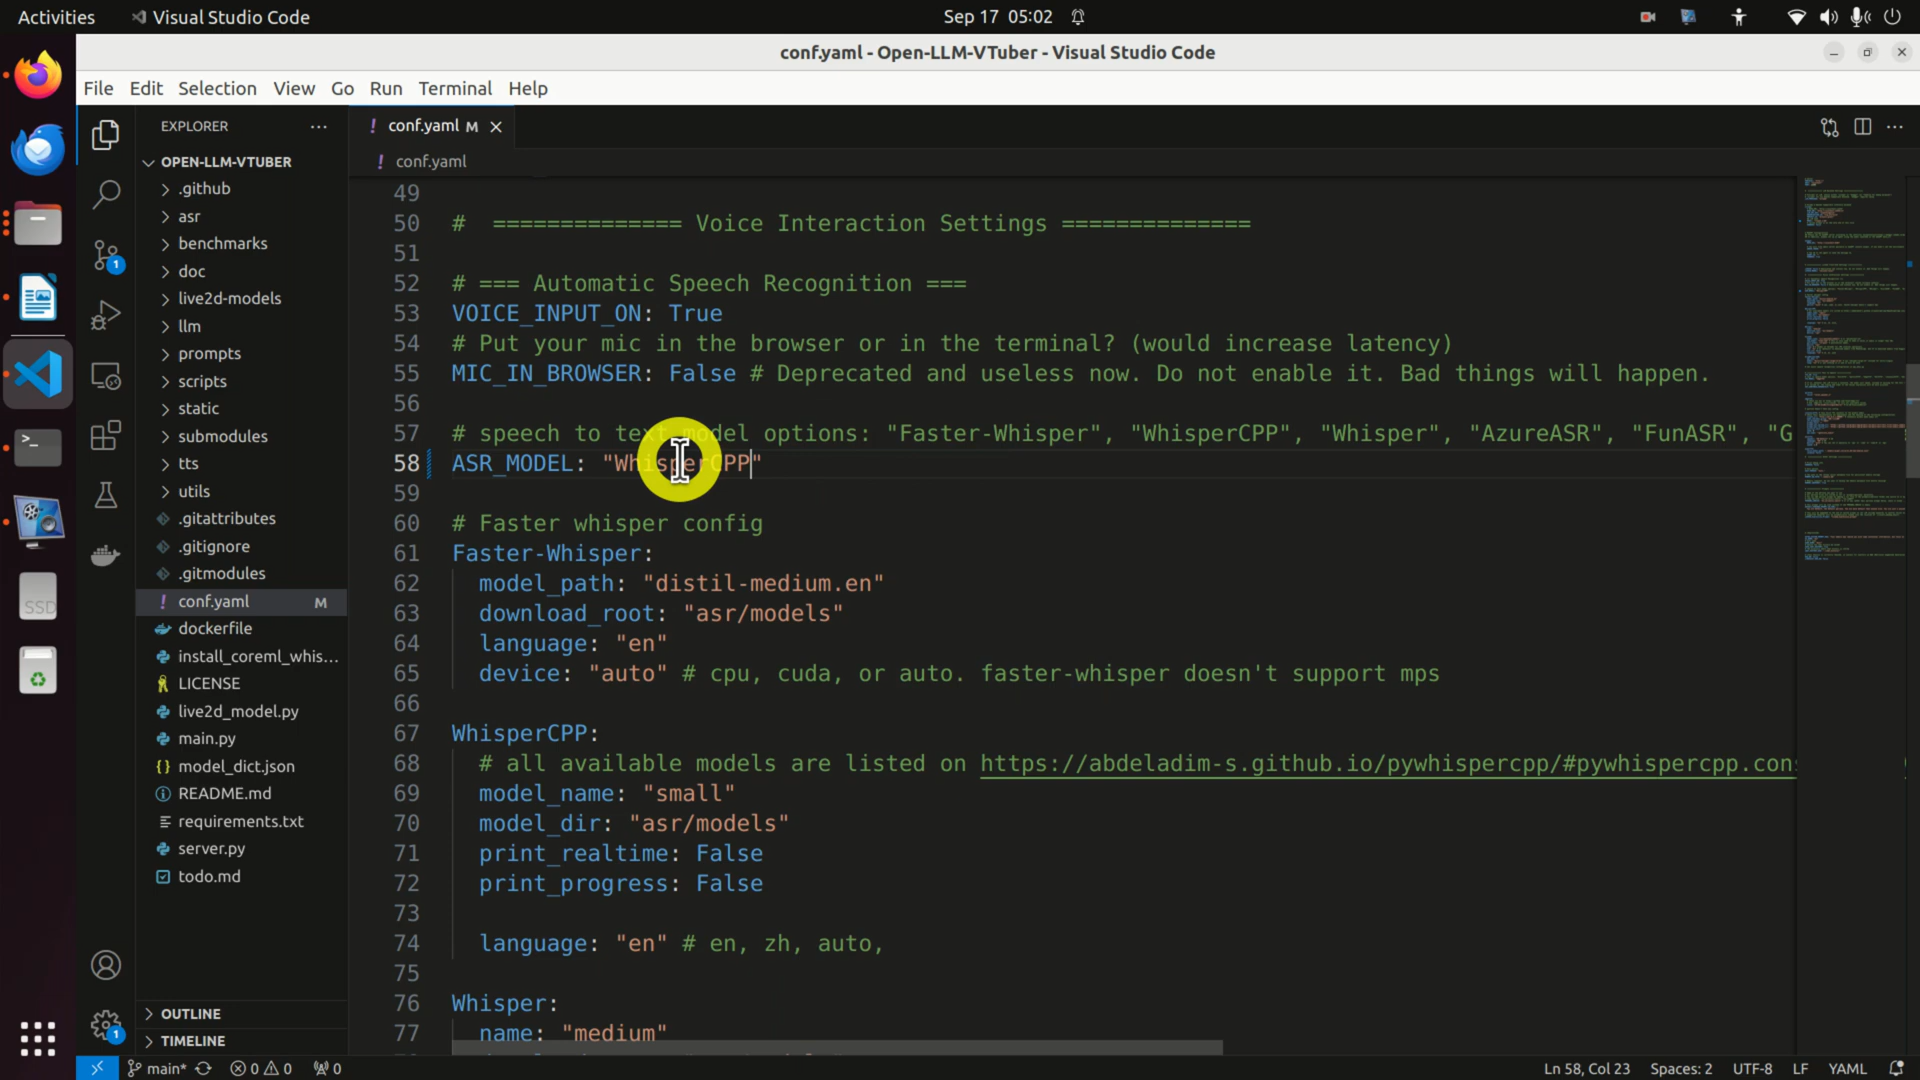 Activities
Visual Studio Code
Sep 17 05:02
conf.yaml - Open-LLM-VTuber - Visual Studio Code
File Edit Selection View Go Run Terminal Help
EXPLORER
conf.yaml M
! conf.yaml
OPEN-LLM-VTUBER
.github
asr
benchmarks
doc
live2d-models
llm
prompts
scripts
static
submodules
tts
utils
.gitattributes
.gitignore
.gitmodules
! conf.yaml M
dockerfile
install_coreml_whis...
LICENSE
live2d_model.py
main.py
{} model_dict.json
README.md
requirements.txt
server.py
todo.md
OUTLINE
TIMELINE
SSD
1
1
49
50 # ============== Voice Interaction Settings ==============
51
52 # === Automatic Speech Recognition ===
53 VOICE_INPUT_ON: True
54 # Put your mic in the browser or in the terminal? (would increase latency)
55 MIC_IN_BROWSER: False # Deprecated and useless now. Do not enable it. Bad things will happen.
56
57 # speech to text model options: "Faster-Whisper", "WhisperCPP", "Whisper", "AzureASR", "FunASR", "G
58 ASR_MODEL: "WhisperCPP"
59
60 # Faster whisper config
61 Faster-Whisper:
62 model_path: "distil-medium.en"
63 download_root: "asr/models"
64 language: "en"
65 device: "auto" # cpu, cuda, or auto. faster-whisper doesn't support mps
66
67 WhisperCPP:
68 # all available models are listed on https://abdeladim-s.github.io/pywhispercpp/#pywhispercpp.cons
69 model_name: "small"
70 model_dir: "asr/models"
71 print_realtime: False
72 print_progress: False
73
74 language: "en" # en, zh, auto,
75
76 Whisper:
77 name: "medium"
main* 0 0 0
Ln 58, Col 23 Spaces: 2 UTF-8 LF YAML